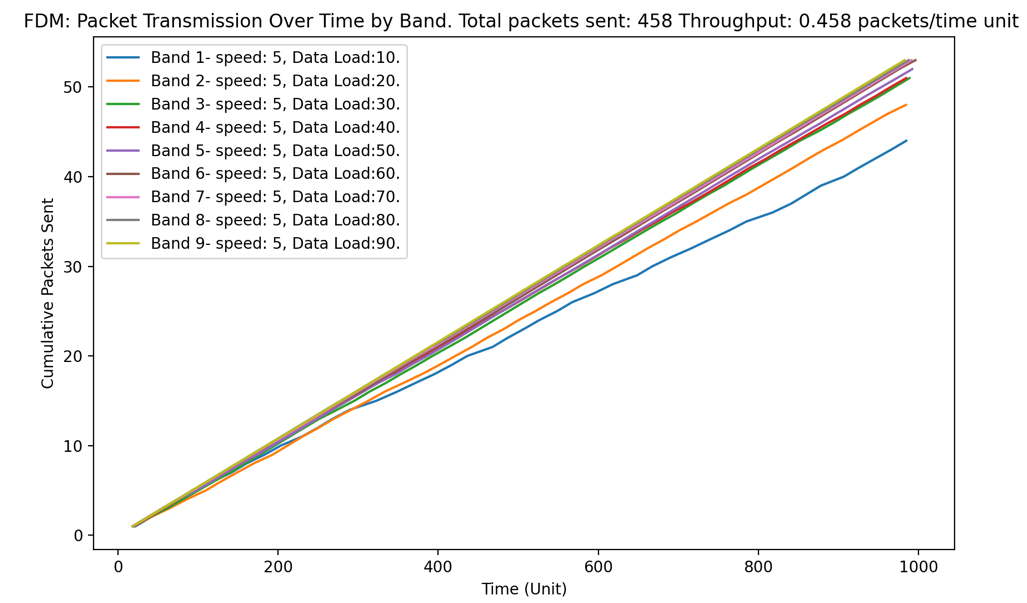 FDM: Packet Transmission Over Time by Band. Total packets sent: 458 Throughput: 0.458 packets/time unit
Band 1- speed: 5, Data Load:10.
Band 2- speed: 5, Data Load:20.
Band 3- speed: 5, Data Load:30.
Band 4- speed: 5, Data Load:40.
Band 5- speed: 5, Data Load:50.
Band 6- speed: 5, Data Load:60.
Band 7- speed: 5, Data Load:70.
Band 8- speed: 5, Data Load:80.
Band 9- speed: 5, Data Load:90.
Cumulative Packets Sent
50
40
30
20
10
0
0 200 400 600 800 1000
Time (Unit)